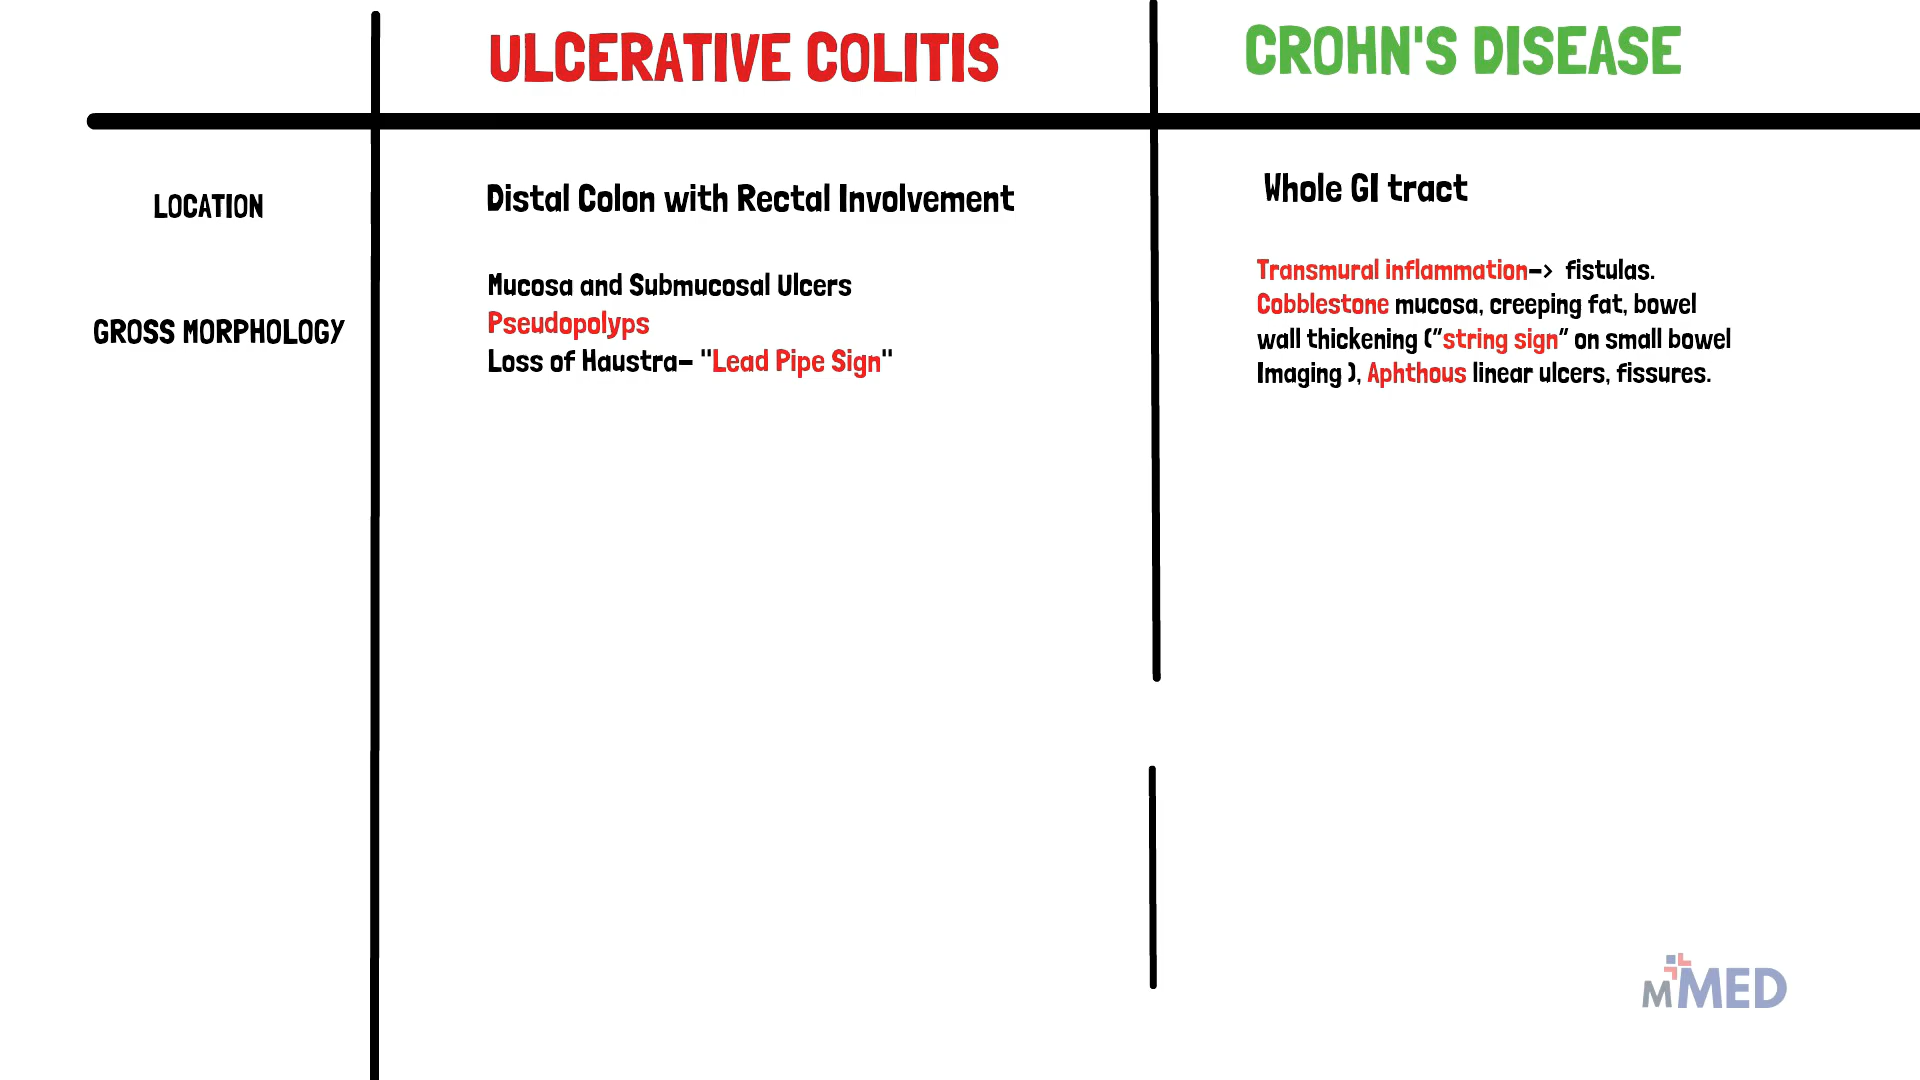 ULCERATIVE COLITIS
CROHN'S DISEASE
LOCATION
Distal Colon with Rectal Involvement
Whole GI tract
GROSS MORPHOLOGY
Mucosa and Submucosal Ulcers
Pseudopolyps
Loss of Haustra– "Lead Pipe Sign"
Transmural inflammation–> fistulas.
Cobblestone mucosa, creeping fat, bowel
wall thickening (“string sign” on small bowel
Imaging ), Aphthous linear ulcers, fissures.
MMED